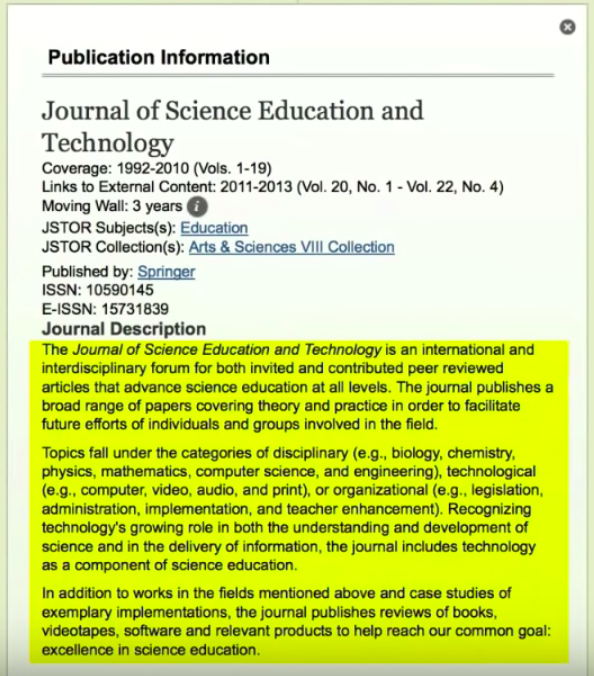 Publication Information
Journal of Science Education and
Technology
Coverage: 1992-2010 (Vols. 1-19)
Links to External Content: 2011-2013 (Vol. 20, No. 1 - Vol. 22, No. 4)
Moving Wall: 3 years i
JSTOR Subjects(s): Education
JSTOR Collection(s): Arts & Sciences VIII Collection
Published by: Springer
ISSN: 10590145
E-ISSN: 15731839
Journal Description
The Journal of Science Education and Technology is an international and
interdisciplinary forum for both invited and contributed peer reviewed
articles that advance science education at all levels. The journal publishes a
broad range of papers covering theory and practice in order to facilitate
future efforts of individuals and groups involved in the field.
Topics fall under the categories of disciplinary (e.g., biology, chemistry,
physics, mathematics, computer science, and engineering), technological
(e.g., computer, video, audio, and print), or organizational (e.g., legislation,
administration, implementation, and teacher enhancement). Recognizing
technology's growing role in both the understanding and development of
science and in the delivery of information, the journal includes technology
as a component of science education.
In addition to works in the fields mentioned above and case studies of
exemplary implementations, the journal publishes reviews of books,
videotapes, software and relevant products to help reach our common goal:
excellence in science education.